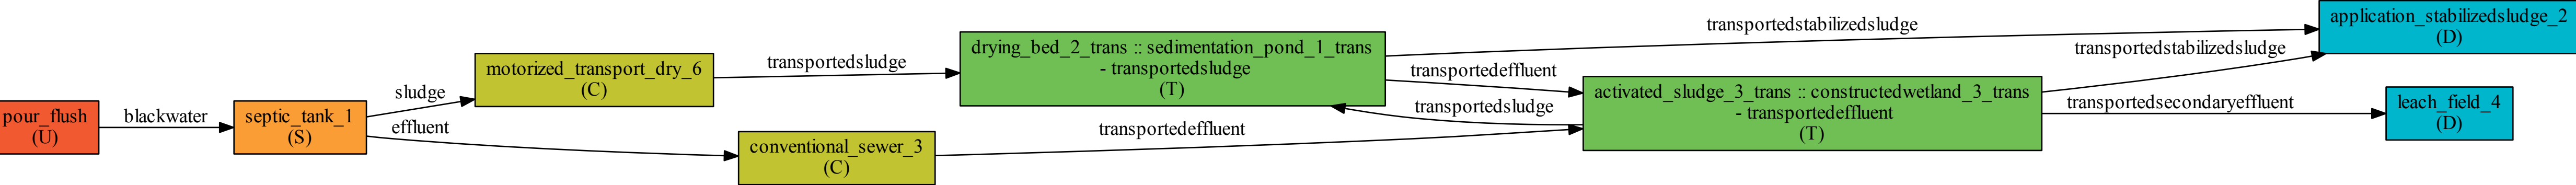 pour_flush
(U)
blackwater
septic_tank_1
(S)
sludge
effluent
motorized_transport_dry_6
(C)
conventional_sewer_3
(C)
transportedsludge
transportedeffluent
drying_bed_2_trans :: sedimentation_pond_1_trans
- transportedsludge
(T)
transportedstabilizedsludge
transportedeffluent
transportedsludge
activated_sludge_3_trans :: constructedwetland_3_trans
- transportedeffluent
(T)
transportedstabilizedsludge
transportedsecondaryeffluent
application_stabilizedsludge_2
(D)
leach_field_4
(D)